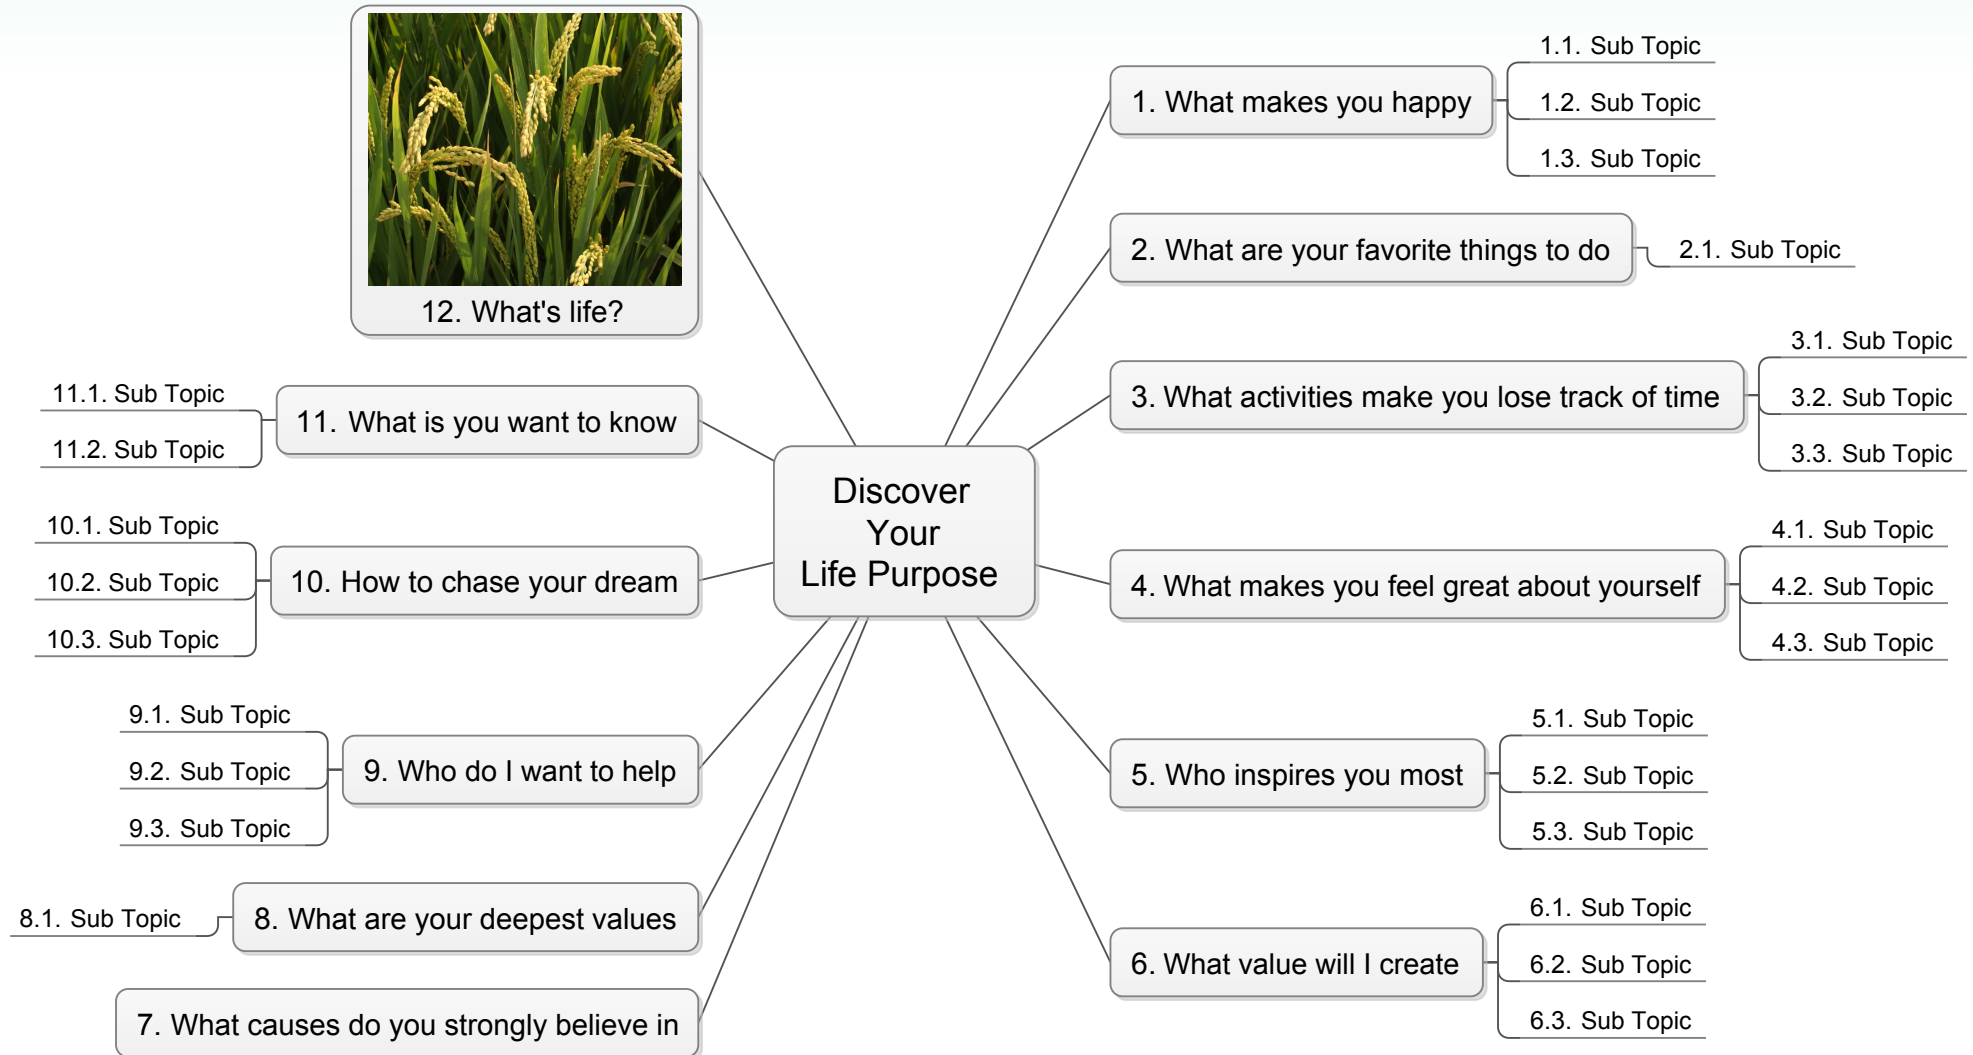 Discover
Your
Life Purpose
1. What makes you happy
1.1. Sub Topic
1.2. Sub Topic
1.3. Sub Topic
2. What are your favorite things to do
2.1. Sub Topic
3. What activities make you lose track of time
3.1. Sub Topic
3.2. Sub Topic
3.3. Sub Topic
4. What makes you feel great about yourself
4.1. Sub Topic
4.2. Sub Topic
4.3. Sub Topic
5. Who inspires you most
5.1. Sub Topic
5.2. Sub Topic
5.3. Sub Topic
6. What value will I create
6.1. Sub Topic
6.2. Sub Topic
6.3. Sub Topic
7. What causes do you strongly believe in
8. What are your deepest values
8.1. Sub Topic
9. Who do I want to help
9.1. Sub Topic
9.2. Sub Topic
9.3. Sub Topic
10. How to chase your dream
10.1. Sub Topic
10.2. Sub Topic
10.3. Sub Topic
11. What is you want to know
11.1. Sub Topic
11.2. Sub Topic
12. What's life?